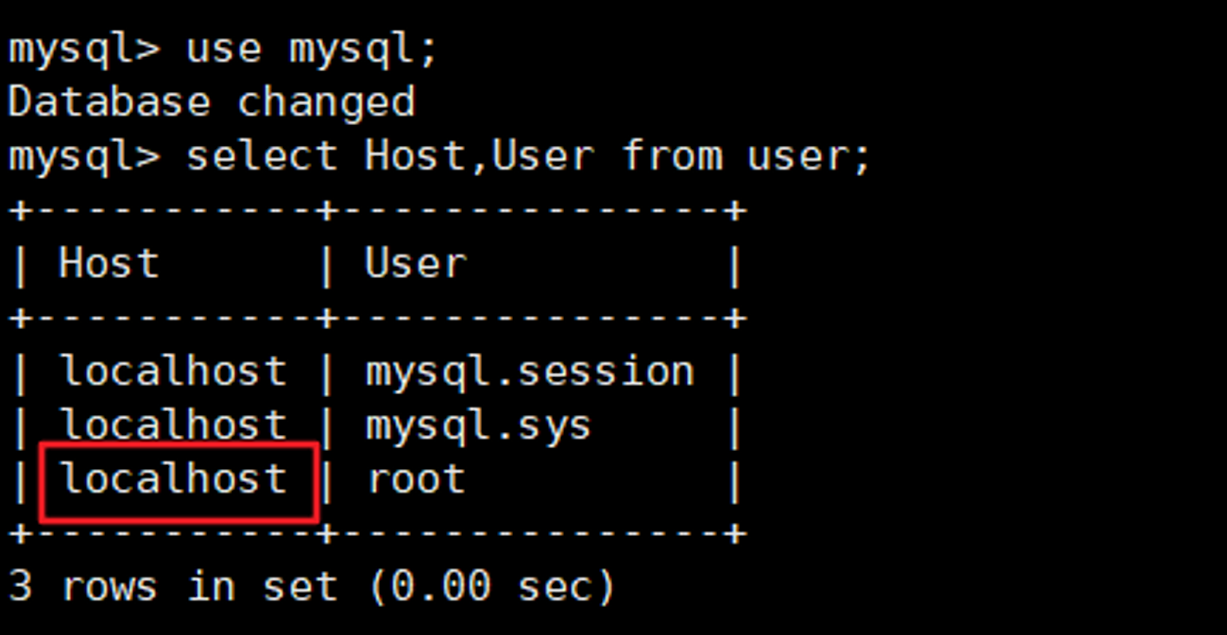 mysql> use mysql;
Database changed
mysql> select Host,User from user;
+-----------+---------------+
| Host      | User          |
+-----------+---------------+
| localhost | mysql.session |
| localhost | mysql.sys     |
| localhost | root          |
+-----------+---------------+
3 rows in set (0.00 sec)